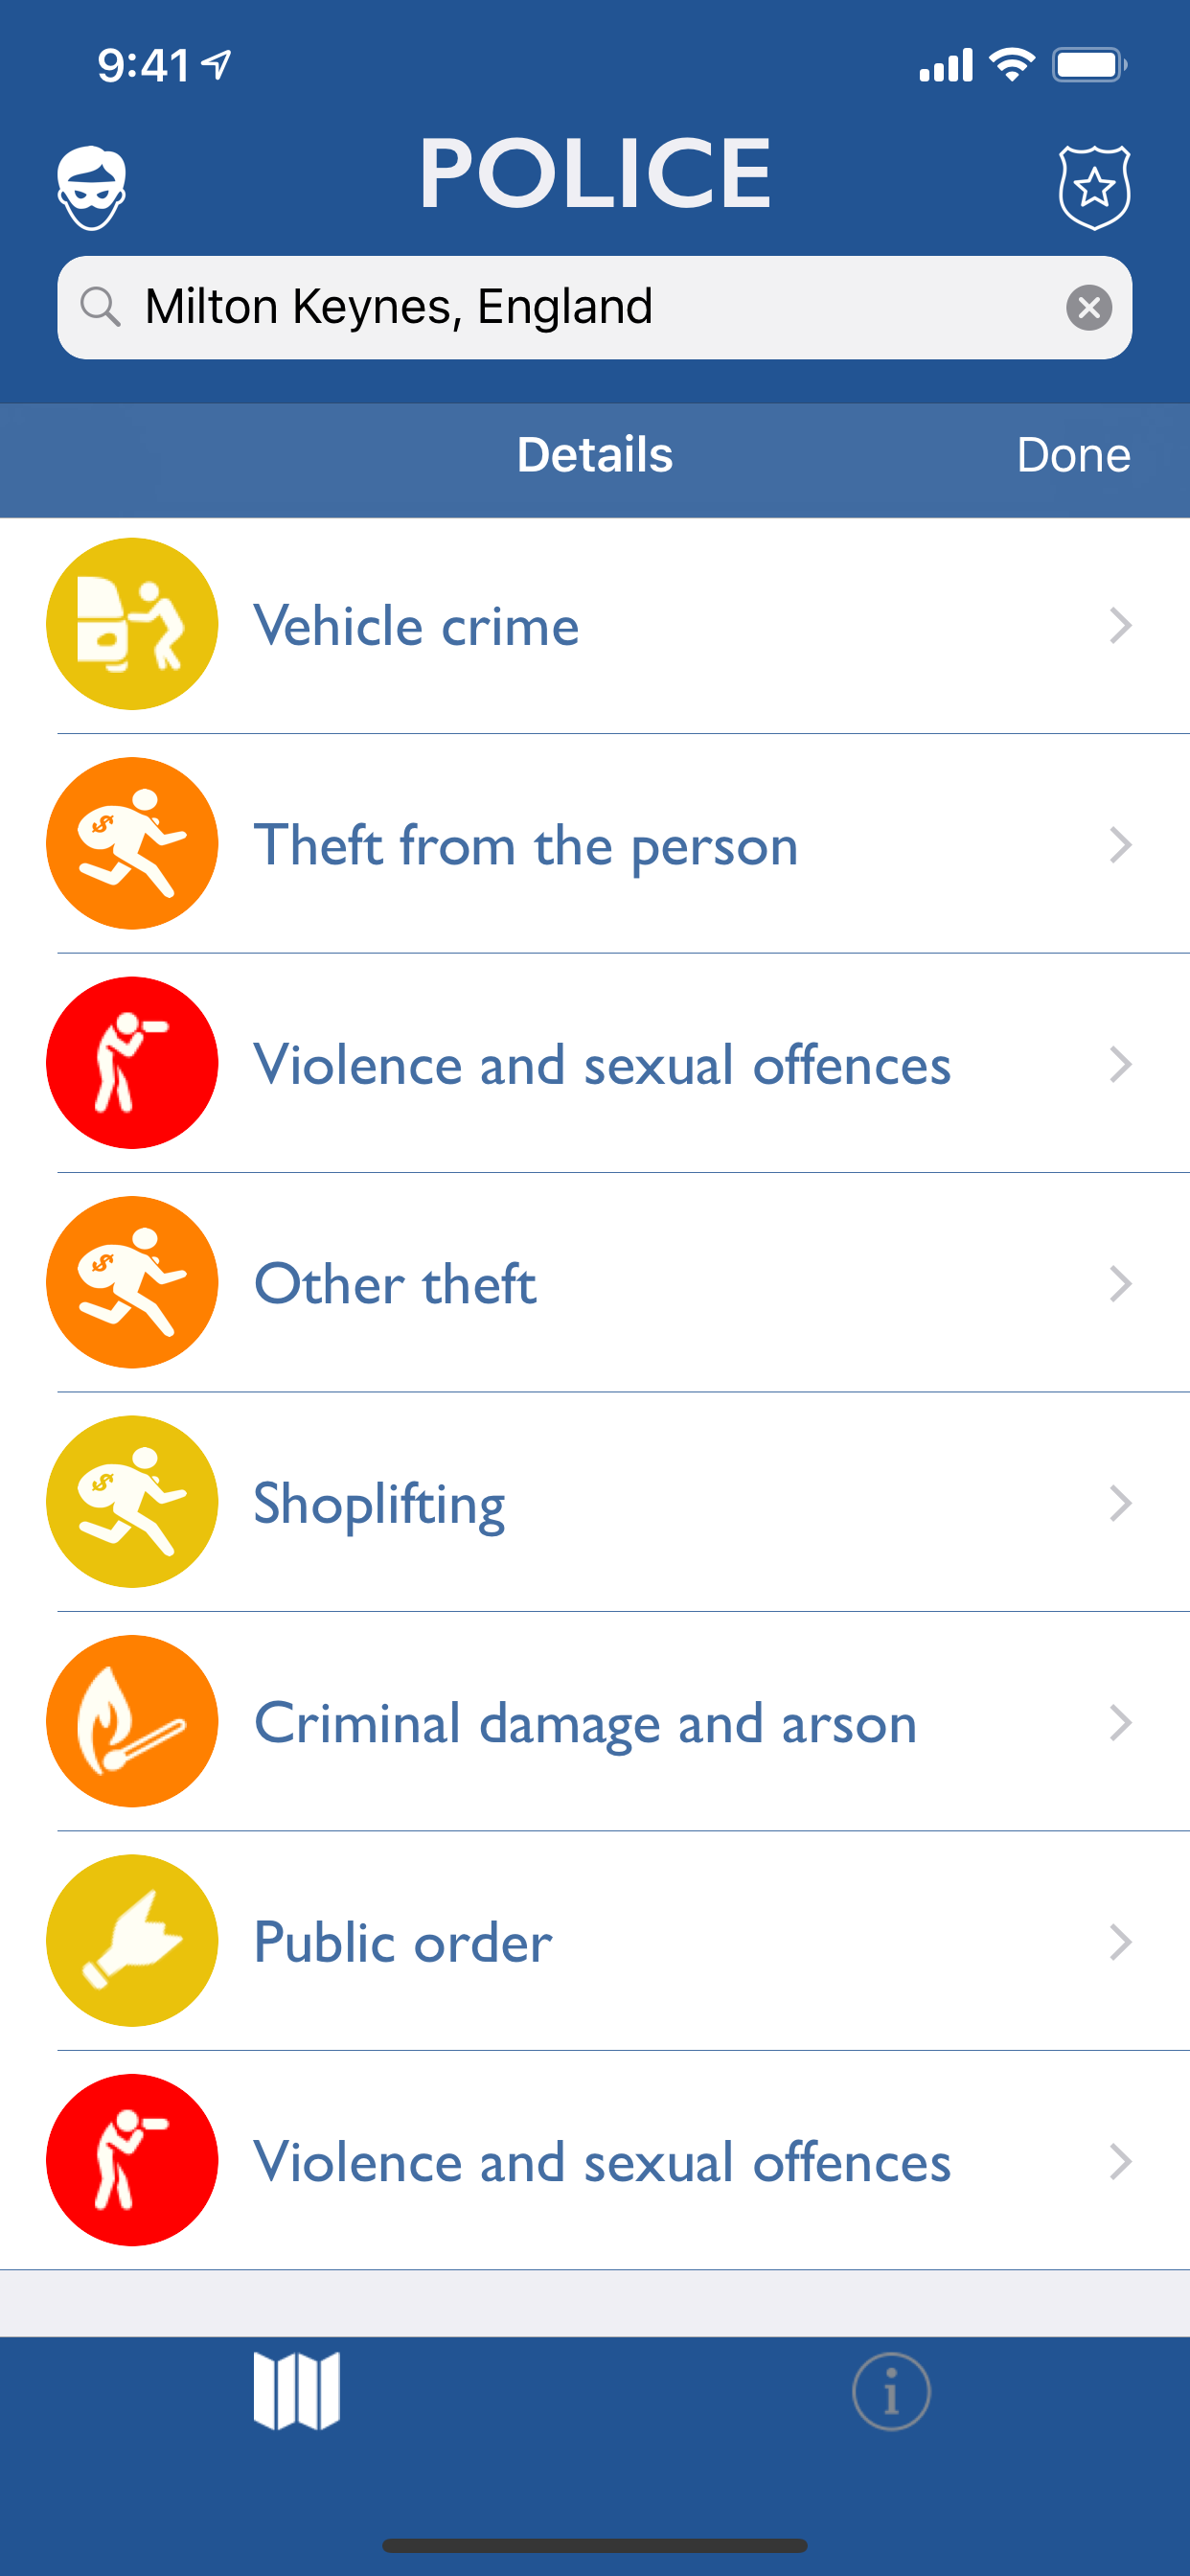 9:41
POLICE
Milton Keynes, England
Details
Done
Vehicle crime
Theft from the person
Violence and sexual offences
Other theft
Shoplifting
Criminal damage and arson
Public order
Violence and sexual offences